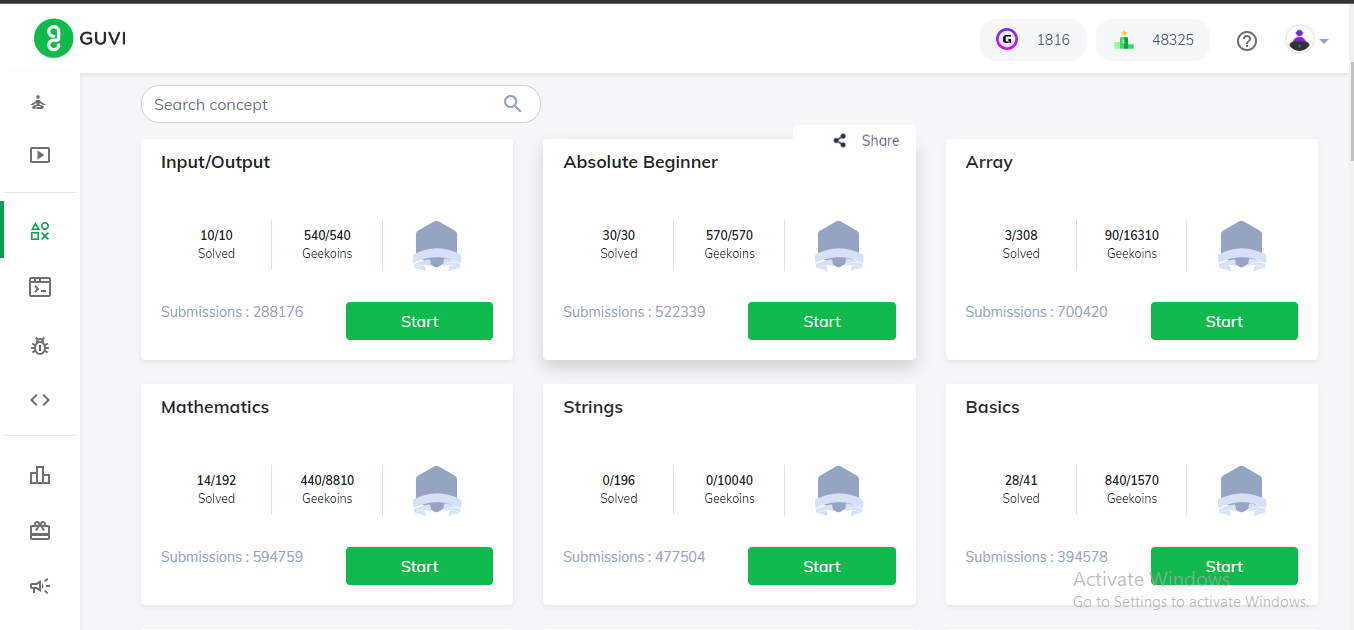 GUVI
G 1816 48325
Search concept
Share
Input/Output
10/10 540/540
Solved Geekoins
Submissions : 288176 Start
Absolute Beginner
30/30 570/570
Solved Geekoins
Submissions : 522339 Start
Array
3/308 90/16310
Solved Geekoins
Submissions : 700420 Start
Mathematics
14/192 440/8810
Solved Geekoins
Submissions : 594759 Start
Strings
0/196 0/10040
Solved Geekoins
Submissions : 477504 Start
Basics
28/41 840/1570
Solved Geekoins
Submissions : 394578 Start
Activate Windows
Go to Settings to activate Windows.